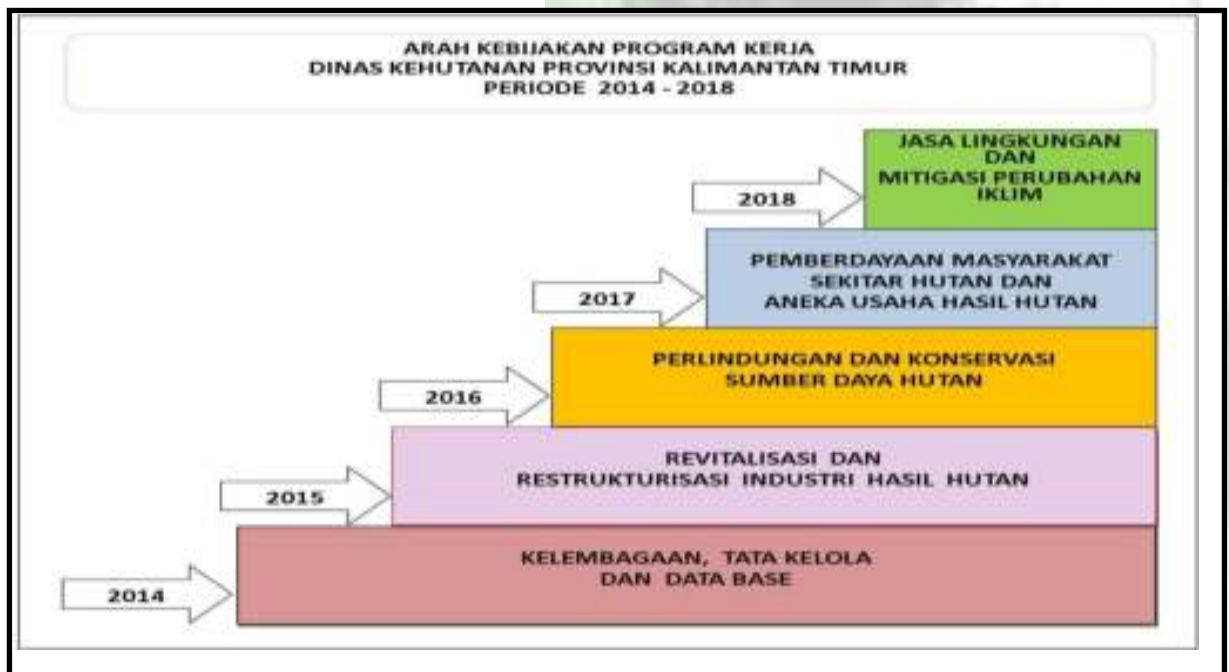 ARAH KEBIJAKAN PROGRAM KERJA
DINAS KEHUTANAN PROVINSI KALIMANTAN TIMUR
PERIODE 2014 - 2018
JASA LINGKUNGAN
DAN
MITIGASI PERUBAHAN
IKLIM
2018
PEMBERDAYAAN MASYARAKAT
SEKITAR HUTAN DAN
ANEKA USAHA HASIL HUTAN
2017
PERLINDUNGAN DAN KONSERVASI
SUMBER DAYA HUTAN
2016
REVITALISASI DAN
RESTRUKTURISASI INDUSTRI HASIL HUTAN
2015
KELEMBAGAAN, TATA KELOLA
DAN DATA BASE
2014